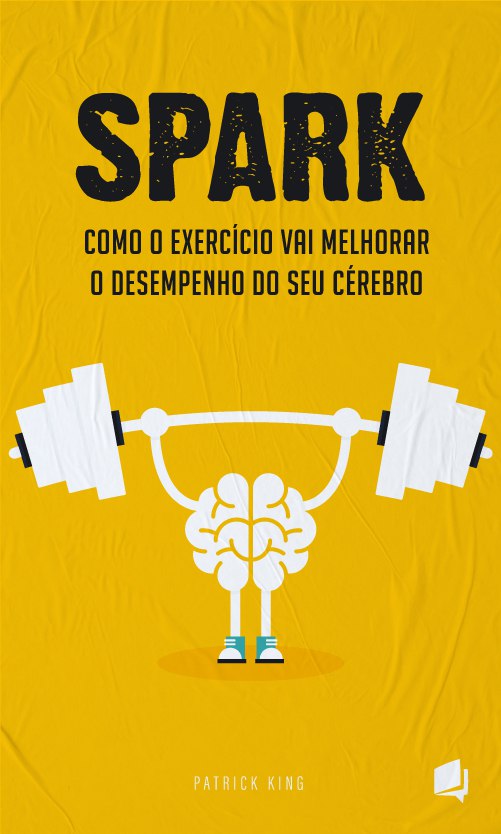 SPARK
COMO O EXERCÍCIO VAI MELHORAR
O DESEMPENHO DO SEU CÉREBRO
PATRICK KING